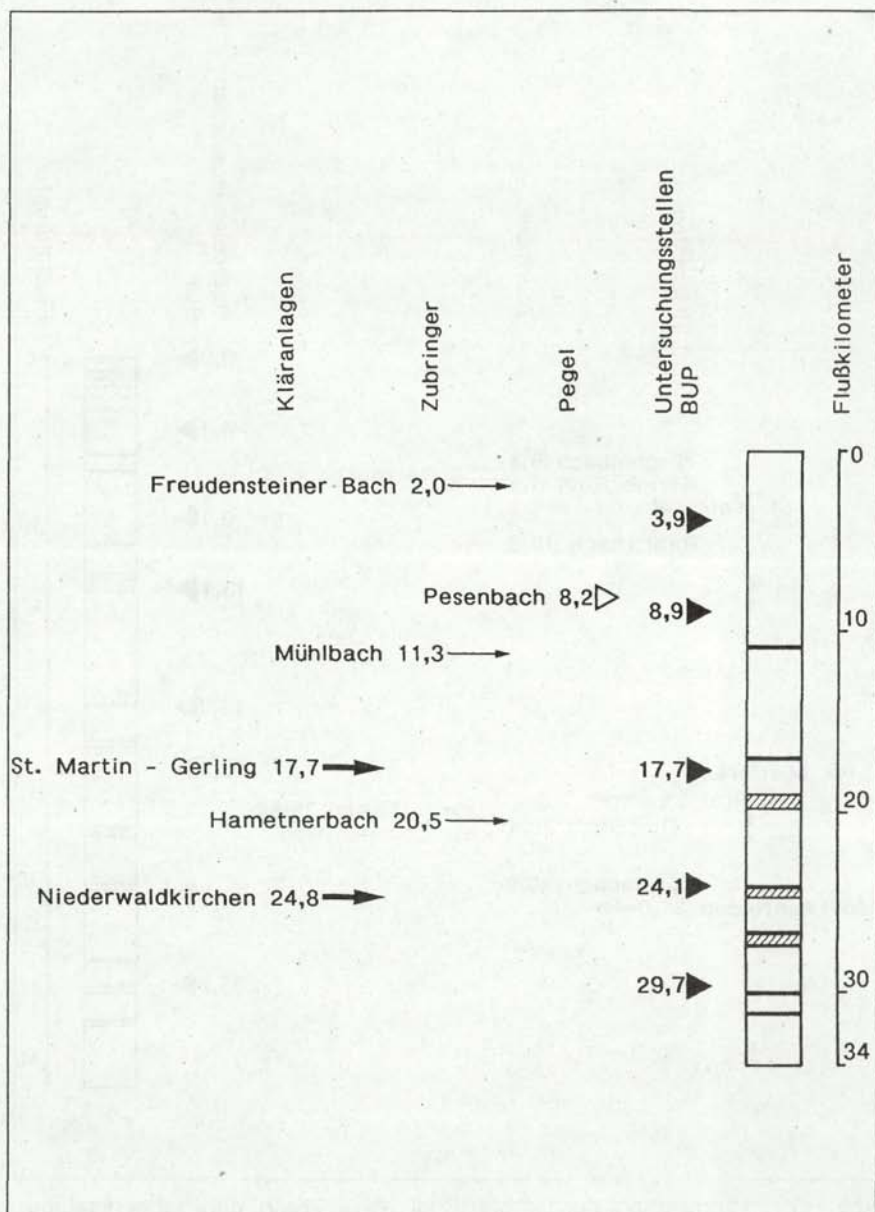 Kläranlagen
Zubringer
Pegel
Untersuchungsstellen
BUP
Flußkilometer
0
Freudensteiner Bach 2,0
3,9
Pesenbach 8,2
8,9
10
Mühlbach 11,3
St. Martin - Gerling 17,7
17,7
20
Hametnerbach 20,5
24,1
Niederwaldkirchen 24,8
29,7
30
34